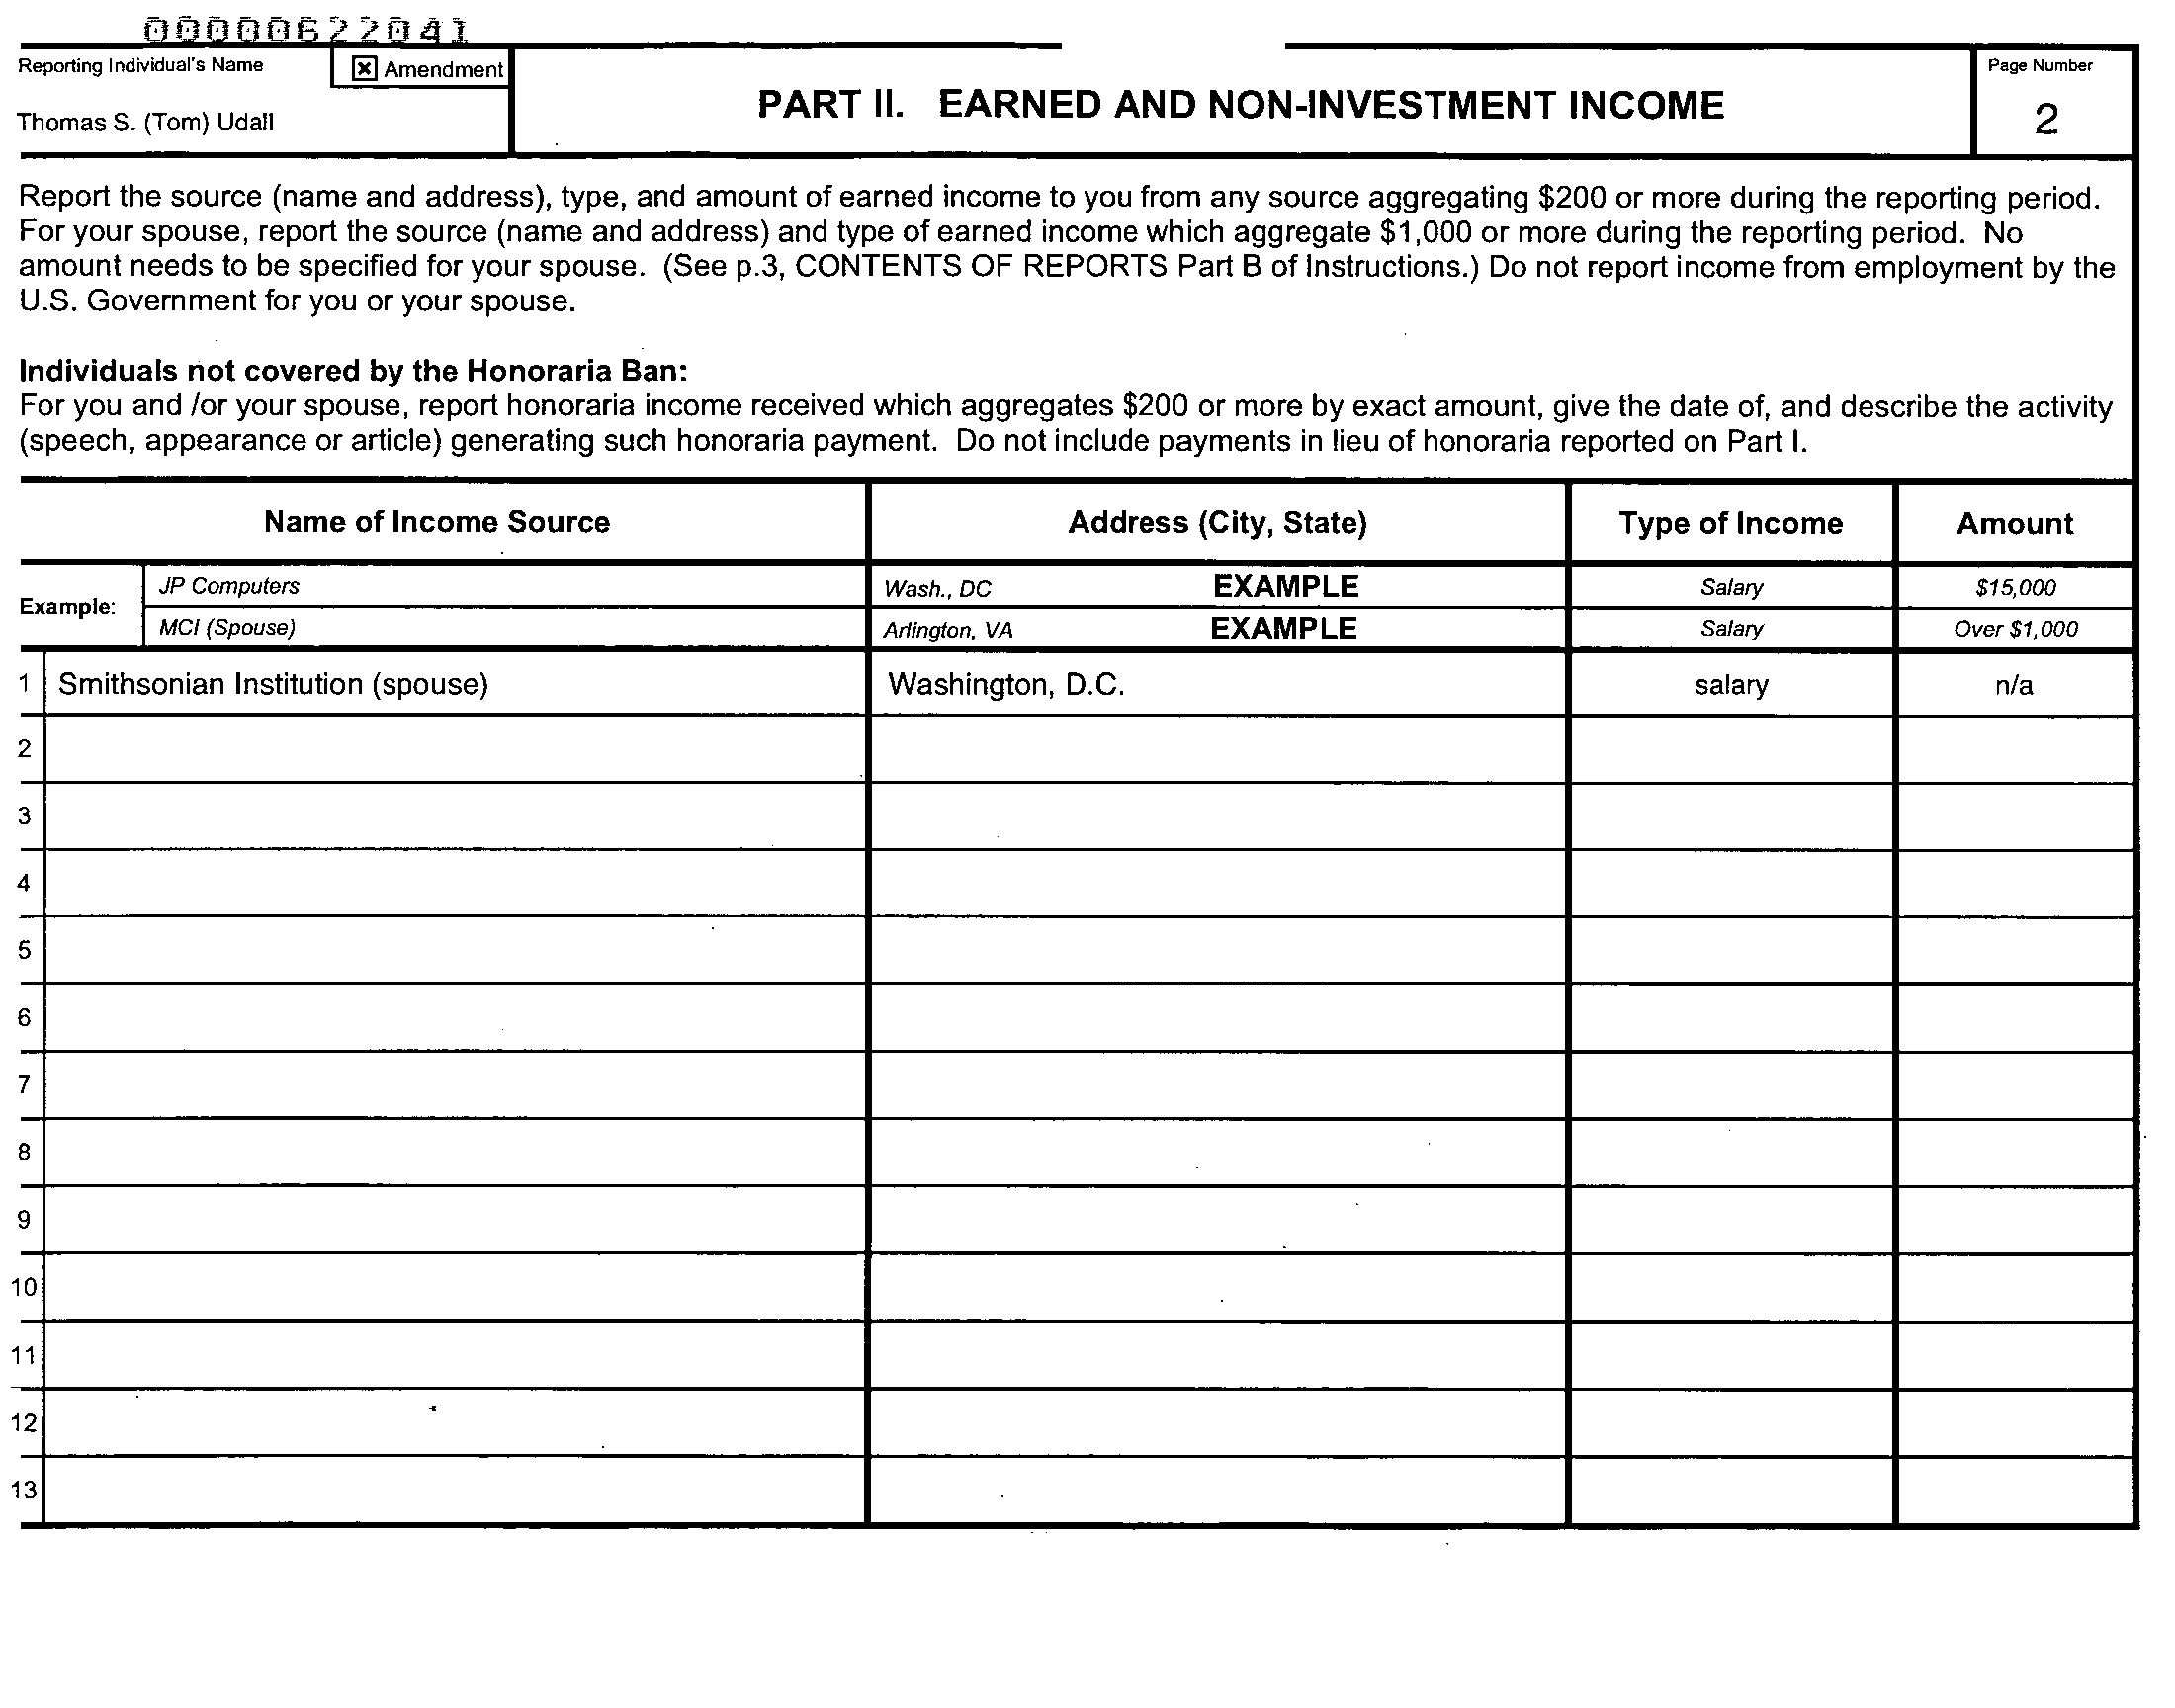 00000622041
Reporting Individual's Name
☒ Amendment
Thomas S. (Tom) Udall
PART II. EARNED AND NON-INVESTMENT INCOME
Page Number
2
Report the source (name and address), type, and amount of earned income to you from any source aggregating $200 or more during the reporting period.
For your spouse, report the source (name and address) and type of earned income which aggregate $1,000 or more during the reporting period. No
amount needs to be specified for your spouse. (See p.3, CONTENTS OF REPORTS Part B of Instructions.) Do not report income from employment by the
U.S. Government for you or your spouse.
Individuals not covered by the Honoraria Ban:
For you and /or your spouse, report honoraria income received which aggregates $200 or more by exact amount, give the date of, and describe the activity
(speech, appearance or article) generating such honoraria payment. Do not include payments in lieu of honoraria reported on Part I.
Name of Income Source Address (City, State) Type of Income Amount
Example:
JP Computers Wash., DC EXAMPLE Salary $15,000
MCI (Spouse) Arlington, VA EXAMPLE Salary Over $1,000
1 Smithsonian Institution (spouse) Washington, D.C. salary n/a
2
3
4
5
6
7
8
9
10
11
12
13